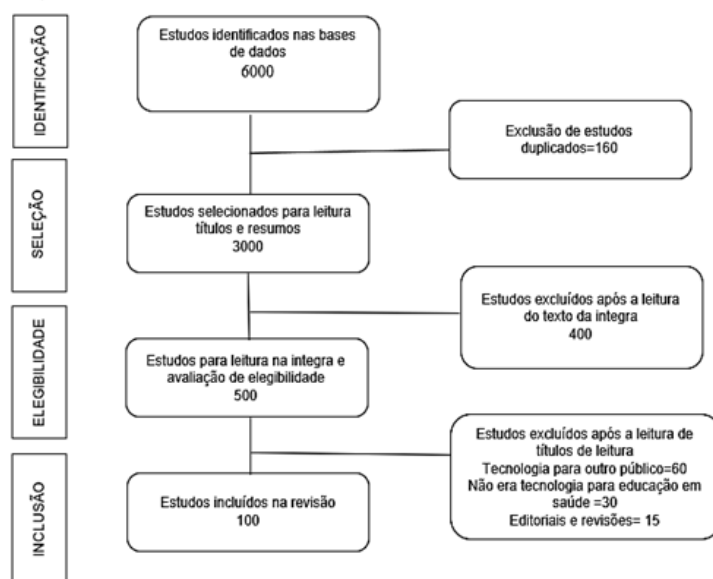 IDENTIFICAÇÃO
Estudos identificados nas bases
de dados
6000
Exclusão de estudos
duplicados=160
SELEÇÃO
Estudos selecionados para leitura
títulos e resumos
3000
Estudos excluídos após a leitura
do texto da integra
400
ELEGIBILIDADE
Estudos para leitura na integra e
avaliação de elegibilidade
500
Estudos excluídos após a leitura de
títulos de leitura
Tecnologia para outro público=60
Não era tecnologia para educação em
saúde =30
Editoriais e revisões= 15
INCLUSÃO
Estudos incluídos na revisão
100